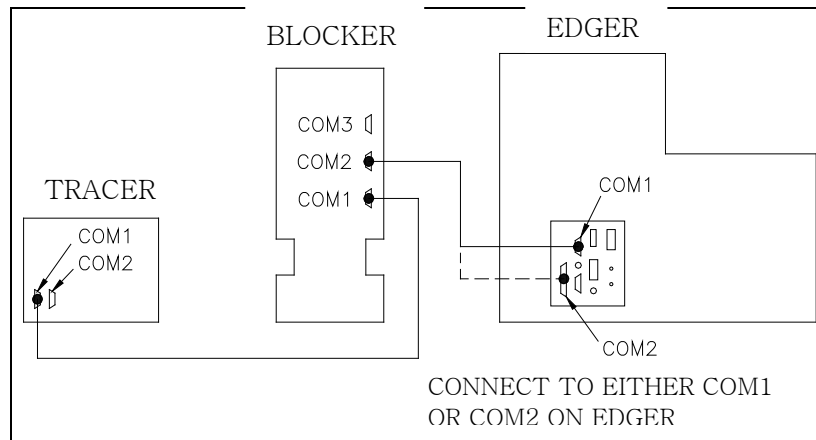 BLOCKER
EDGER
COM3
COM2
COM1
TRACER
COM1
COM2
COM1
COM2
CONNECT TO EITHER COM1
OR COM2 ON EDGER